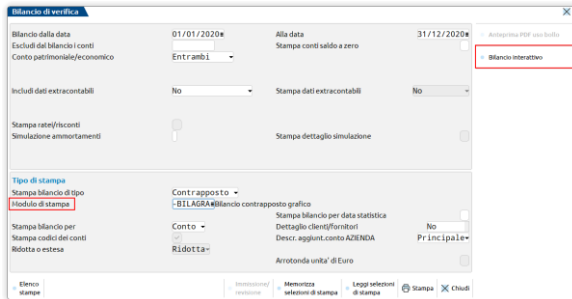 Bilancio di verifica
Bilancio dalla data 01/01/2020 Alla data 31/12/2020
Escludi dal bilancio i conti Stampa conti saldo a zero
Conto patrimoniale/economico Entrambi
Includi dati extracontabili No Stampa dati extracontabili No
Stampa ratei/risconti
Simulazione ammortamenti Stampa dettaglio simulazione
Tipo di stampa
Stampa bilancio di tipo Contrapposto
Modulo di stampa -BILAGRA Bilancio contrapposto grafico
Stampa bilancio per data statistica
Stampa bilancio per Conto Dettaglio clienti/fornitori No
Stampa codici dei conti Descr. aggiunt.conto AZIENDA Principale
Ridotta o estesa Ridotta
Arrotonda unita' di Euro
Elenco stampe
Immissione/ revisione
Memorizza selezioni di stampa
Leggi selezioni di stampa
Stampa
Chiudi
Anteprima PDF uso bollo
Bilancio interattivo